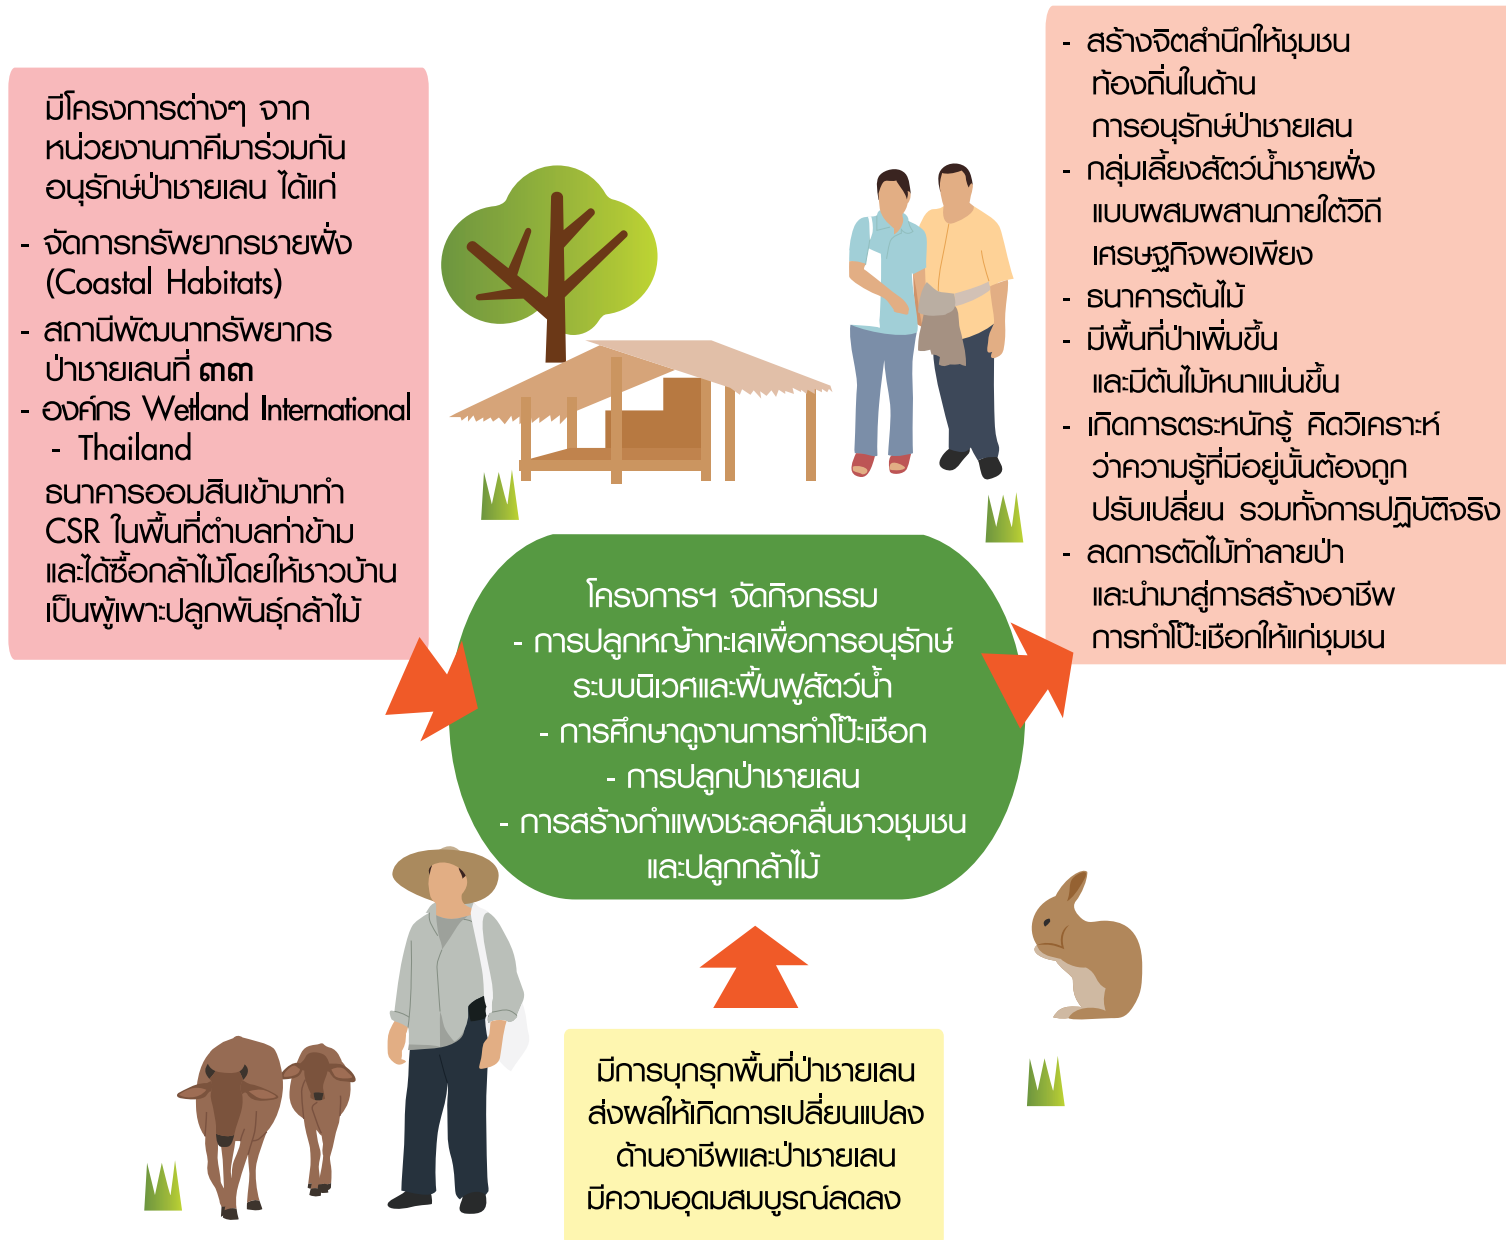 มีโครงการต่างๆ จาก
หน่วยงานภาคีมาร่วมกัน
อนุรักษ์ป่าชายเลน ได้แก่
- จัดการทรัพยากรชายฝั่ง
(Coastal Habitats)
- สถานีพัฒนาทรัพยากร
ป่าชายเลนที่ ๓๓
- องค์กร Wetland International
- Thailand
ธนาคารออมสินเข้ามาทำ
CSR ในพื้นที่ตำบลท่าข้าม
และได้ซื้อกล้าไม้โดยให้ชาวบ้าน
เป็นผู้เพาะปลูกพันธุ์กล้าไม้
- สร้างจิตสำนึกให้ชุมชน
ท้องถิ่นในด้าน
การอนุรักษ์ป่าชายเลน
- กลุ่มเลี้ยงสัตว์น้ำชายฝั่ง
แบบผสมผสานภายใต้วิถี
เศรษฐกิจพอเพียง
- ธนาคารต้นไม้
- มีพื้นที่ป่าเพิ่มขึ้น
และมีต้นไม้หนาแน่นขึ้น
- เกิดการตระหนักรู้ คิดวิเคราะห์
ว่าความรู้ที่มีอยู่นั้นต้องถูก
ปรับเปลี่ยน รวมทั้งการปฏิบัติจริง
- ลดการตัดไม้ทำลายป่า
และนำมาสู่การสร้างอาชีพ
การทำโป๊ะเชือกให้แก่ชุมชน
โครงการฯ จัดกิจกรรม
- การปลูกหญ้าทะเลเพื่อการอนุรักษ์
ระบบนิเวศและฟื้นฟูสัตว์น้ำ
- การศึกษาดูงานการทำโป๊ะเชือก
- การปลูกป่าชายเลน
- การสร้างกำแพงชะลอคลื่นชาวชุมชน
และปลูกกล้าไม้
มีการบุกรุกพื้นที่ป่าชายเลน
ส่งผลให้เกิดการเปลี่ยนแปลง
ด้านอาชีพและป่าชายเลน
มีความอุดมสมบูรณ์ลดลง